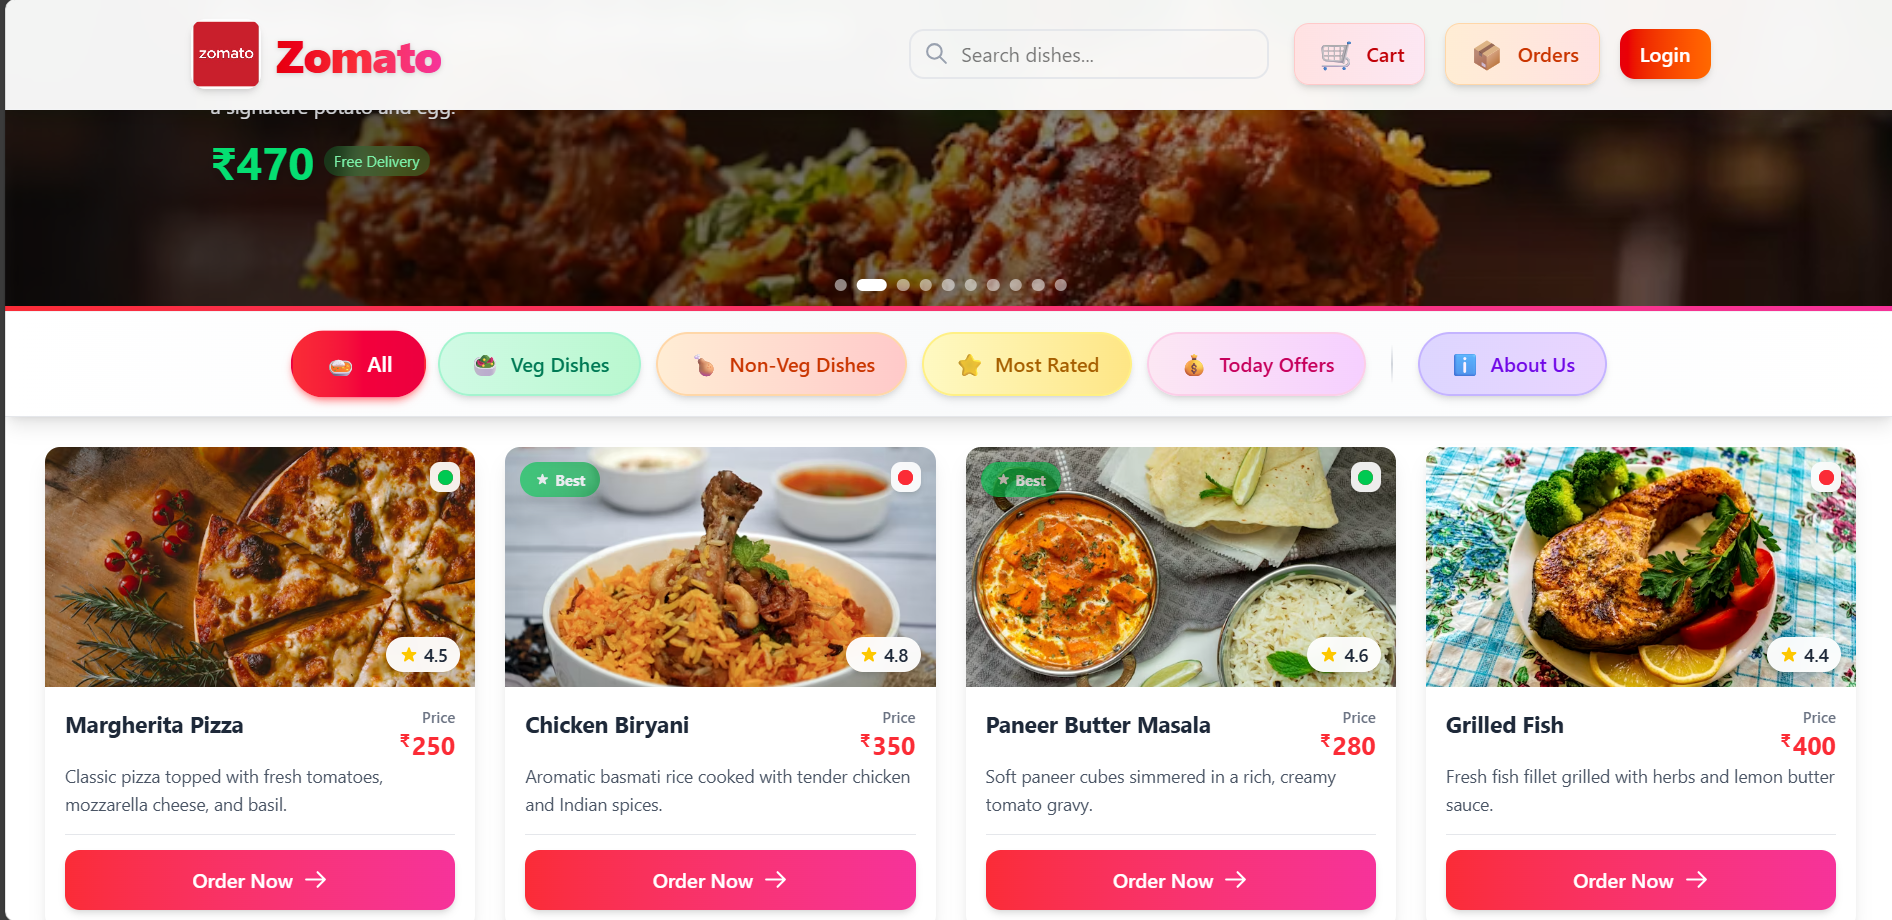 zomato
Zomato
Search dishes...
Cart
Orders
Login
a signature potato and egg.
₹470
Free Delivery
All
Veg Dishes
Non-Veg Dishes
Most Rated
Today Offers
About Us
4.5
Margherita Pizza
Price
₹250
Classic pizza topped with fresh tomatoes,
mozzarella cheese, and basil.
Order Now
Best
4.8
Chicken Biryani
Price
₹350
Aromatic basmati rice cooked with tender chicken
and Indian spices.
Order Now
Best
4.6
Paneer Butter Masala
Price
₹280
Soft paneer cubes simmered in a rich, creamy
tomato gravy.
Order Now
4.4
Grilled Fish
Price
₹400
Fresh fish fillet grilled with herbs and lemon butter
sauce.
Order Now